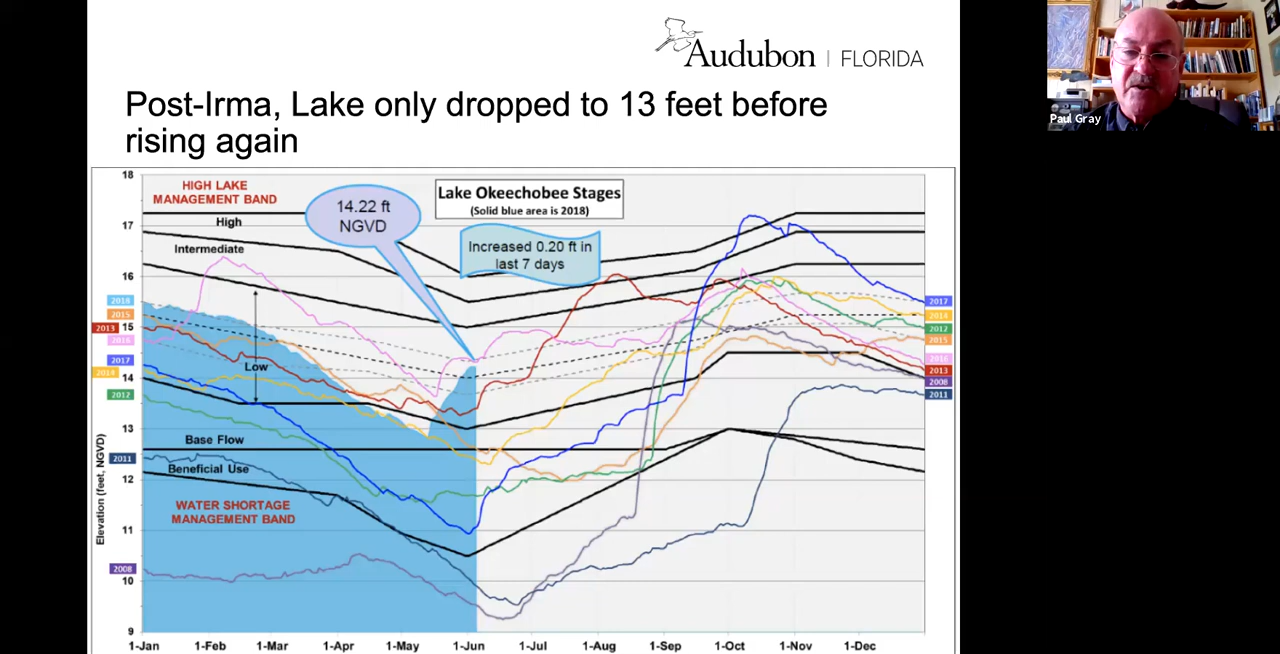 Audubon | FLORIDA
Paul Gray
Post-Irma, Lake only dropped to 13 feet before
rising again
18
17
16
15
14
13
12
11
10
9
Elevation (feet, NGVD)
HIGH LAKE
MANAGEMENT BAND
High
Intermediate
Low
Base Flow
Beneficial Use
WATER SHORTAGE
MANAGEMENT BAND
14.22 ft
NGVD
Lake Okeechobee Stages
(Solid blue area is 2018)
Increased 0.20 ft in
last 7 days
2018
2015
2013
2016
2017
2014
2012
2011
2008
2017
2014
2012
2015
2016
2013
2008
2011
1-Jan 1-Feb 1-Mar 1-Apr 1-May 1-Jun 1-Jul 1-Aug 1-Sep 1-Oct 1-Nov 1-Dec